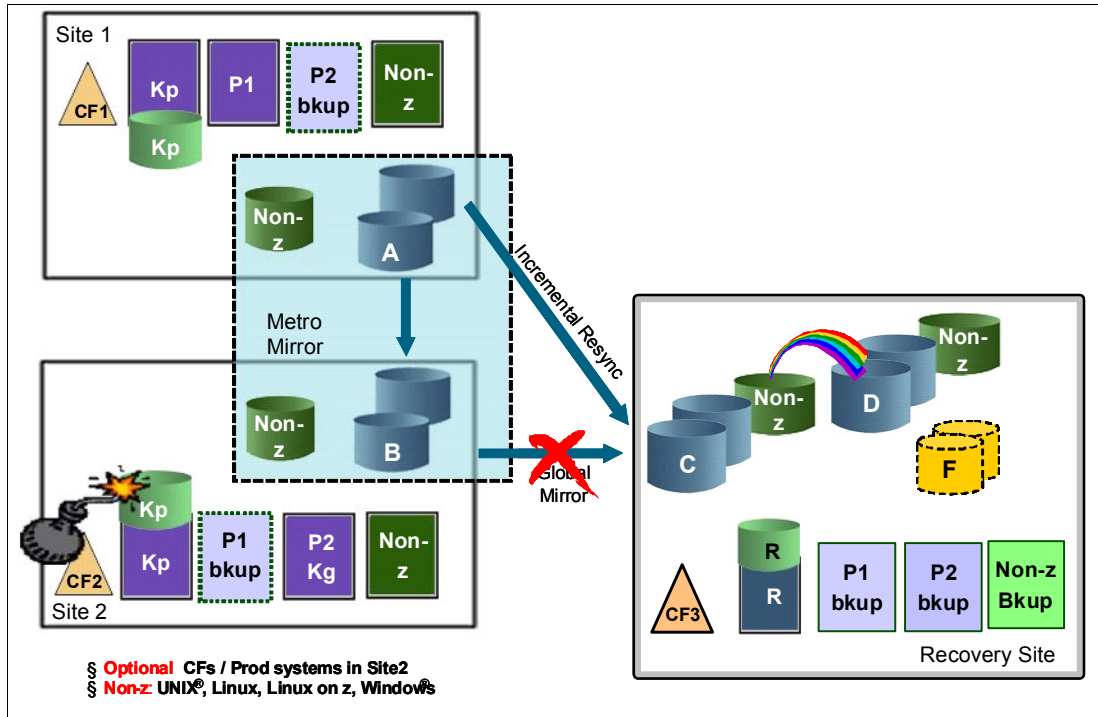 Site 1
CF1
Kp
P1
P2
bkup
Non-
z
Kp
Non-
z
A
Incremental Resync
Metro
Mirror
Non-
z
B
Global
Mirror
Kp
CF2
Kp
P1
bkup
P2
Kg
Non-
z
Site 2
Non-
z
D
Non-
z
C
F
R
R
CF3
P1
bkup
P2
bkup
Non-z
Bkup
Recovery Site
§ Optional CFs / Prod systems in Site2
§ Non-z: UNIX®, Linux, Linux on z, Windows®